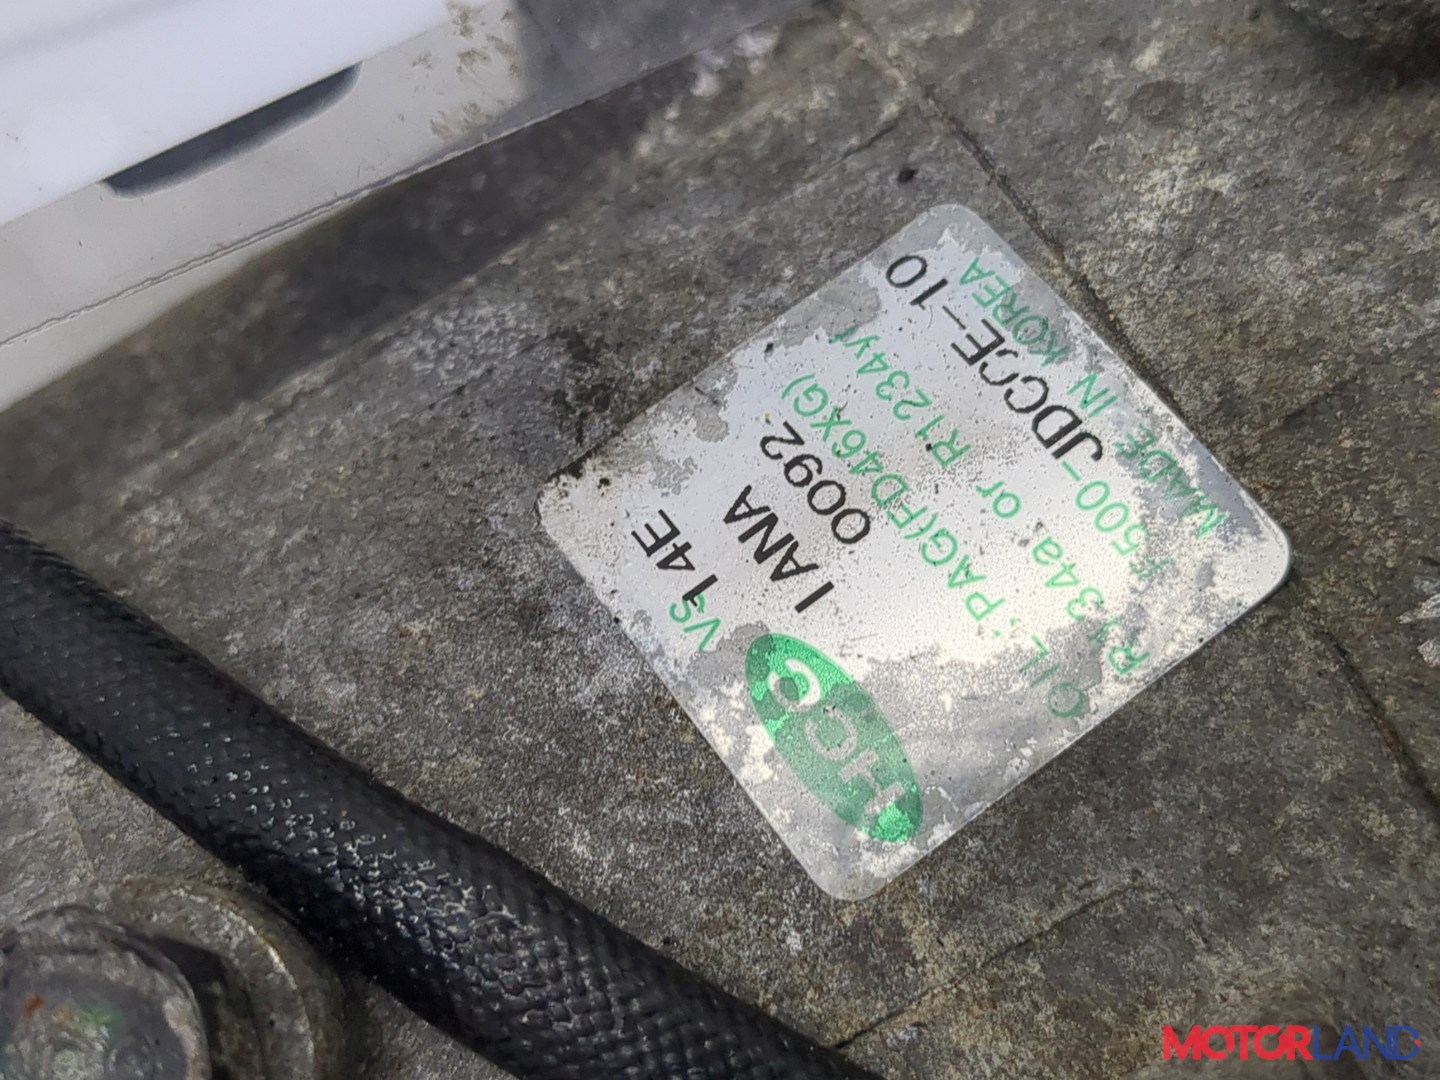 HCC
VS14E
1ANA
0092
OIL:PAG(FD46XG)
R134a or R1234yf
F500-JDCCE-10
MADE IN KOREA
MOTORLAND